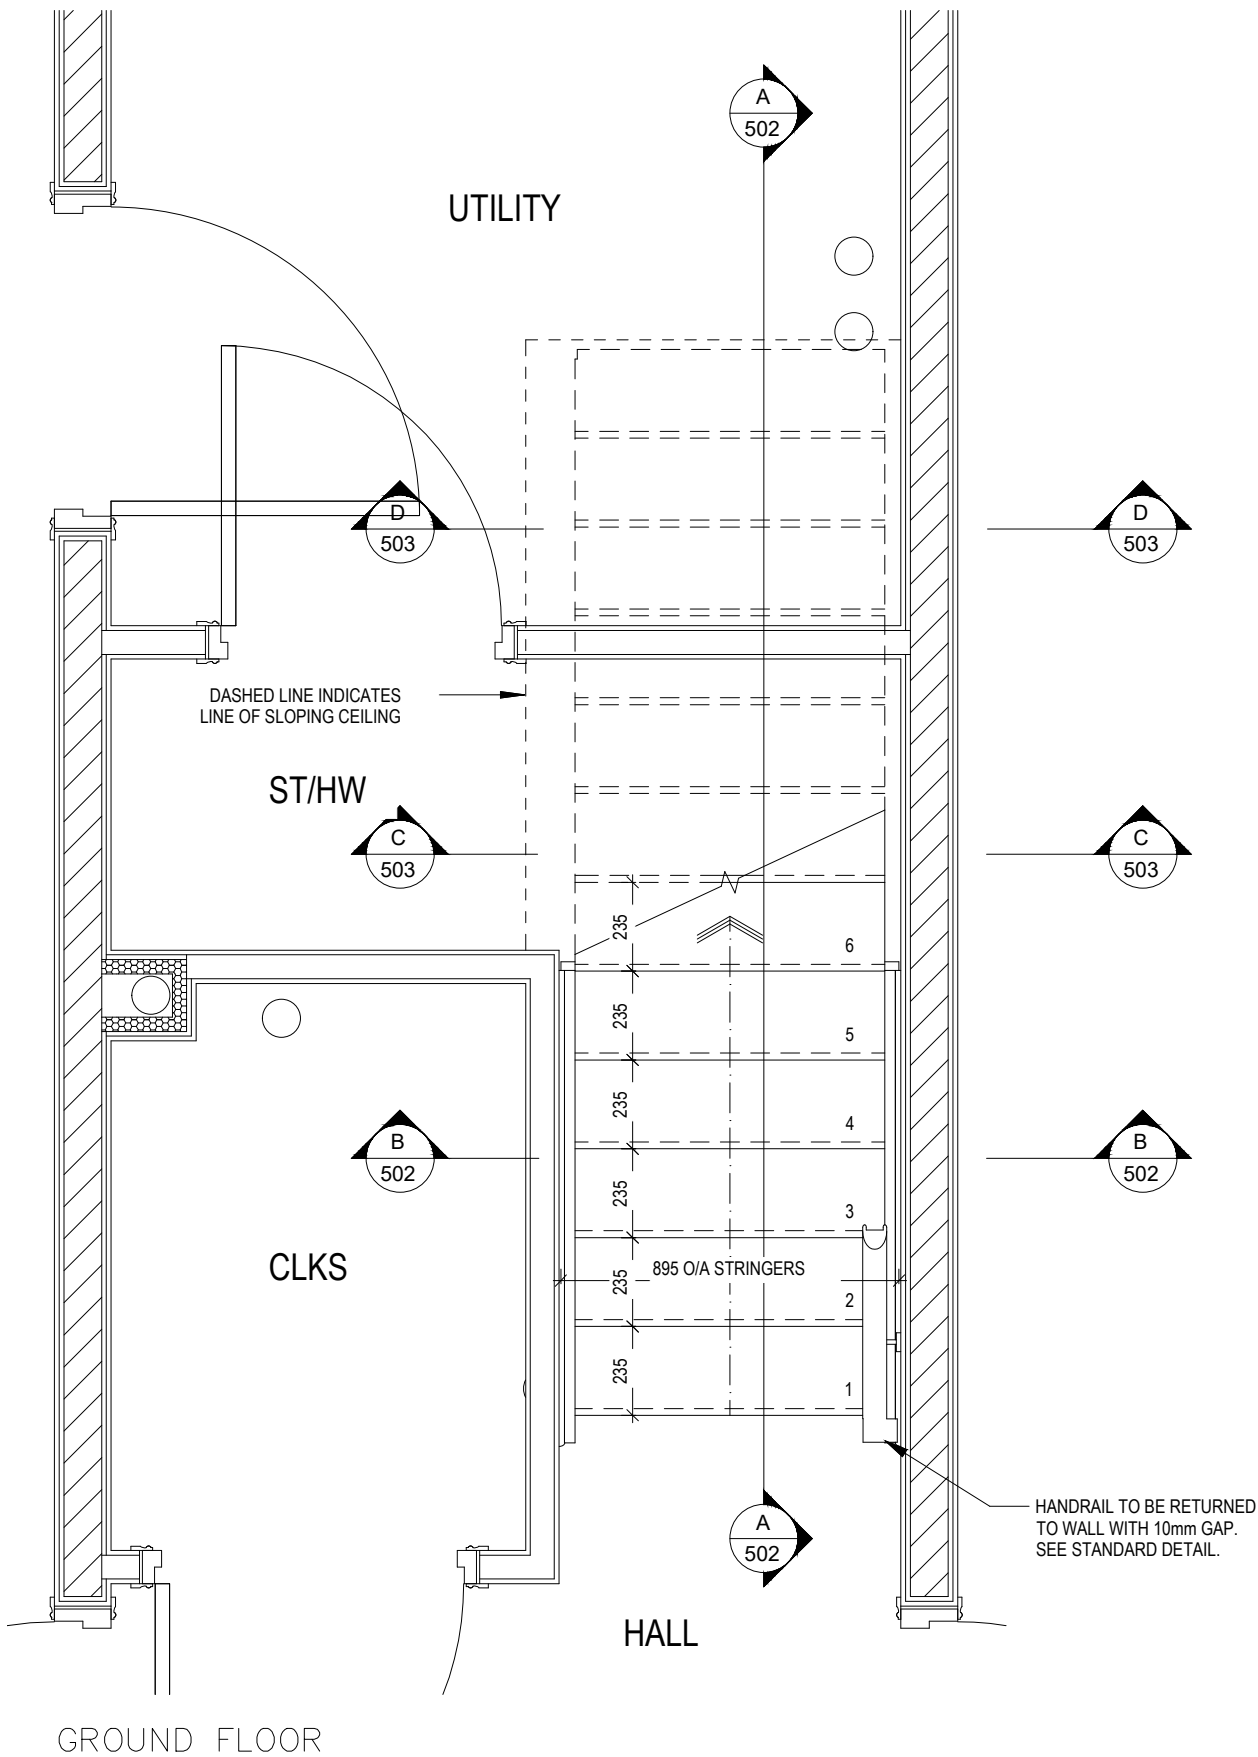 A
502
UTILITY
D
503
D
503
DASHED LINE INDICATES
LINE OF SLOPING CEILING
ST/HW
C
503
C
503
235
6
235
5
235
4
B
502
B
502
235
3
CLKS
895 O/A STRINGERS
235
2
235
1
HANDRAIL TO BE RETURNED
TO WALL WITH 10mm GAP.
SEE STANDARD DETAIL.
A
502
HALL
GROUND FLOOR